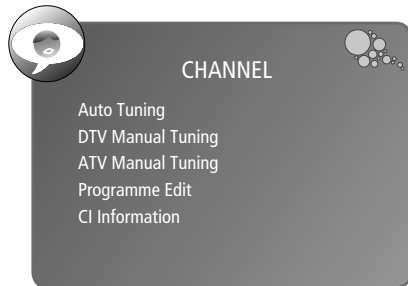 CHANNEL
Auto Tuning
DTV Manual Tuning
ATV Manual Tuning
Programme Edit
CI Information